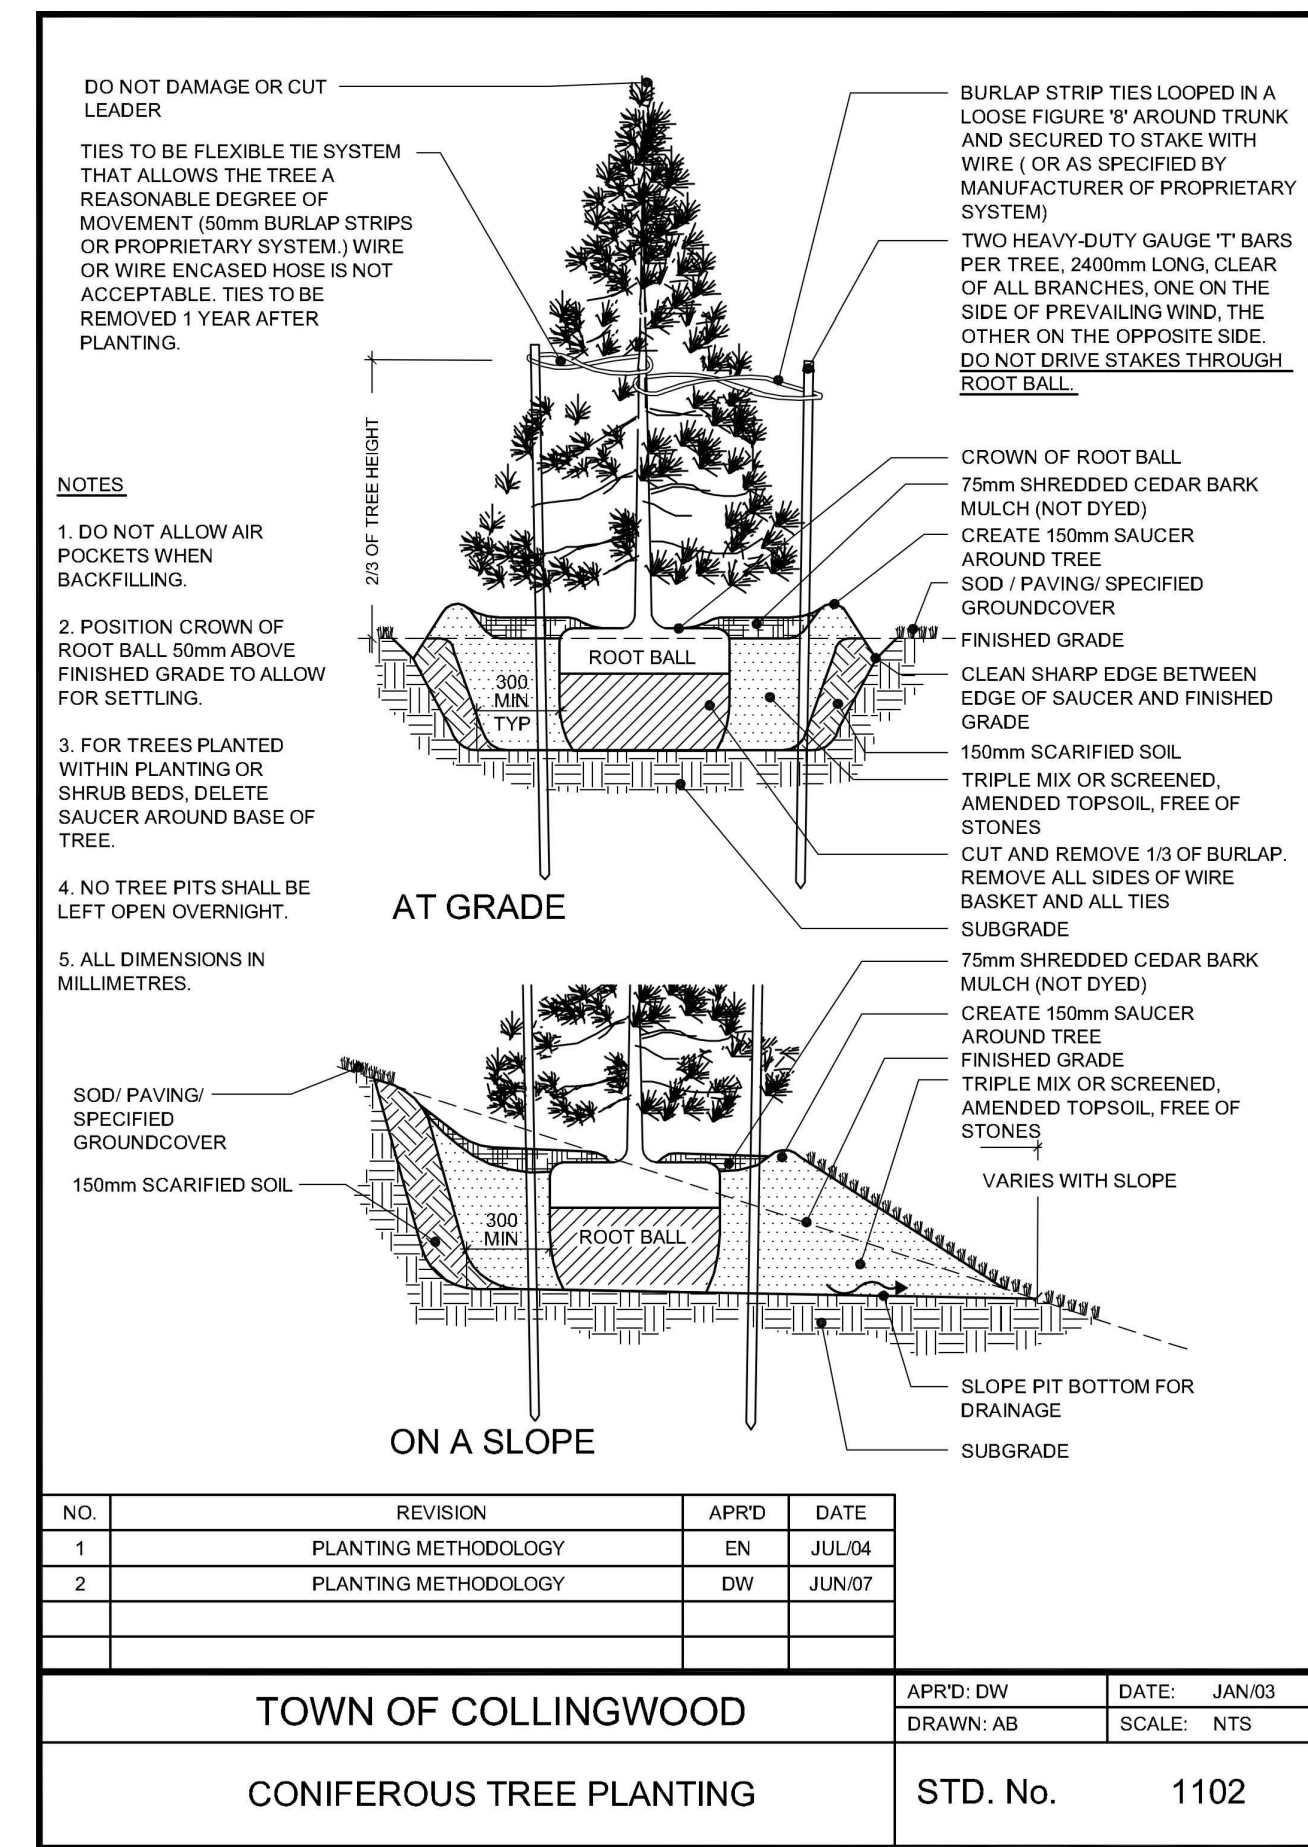 DO NOT DAMAGE OR CUT
LEADER
TIES TO BE FLEXIBLE TIE SYSTEM
THAT ALLOWS THE TREE A
REASONABLE DEGREE OF
MOVEMENT (50mm BURLAP STRIPS
OR PROPRIETARY SYSTEM.) WIRE
OR WIRE ENCASED HOSE IS NOT
ACCEPTABLE. TIES TO BE
REMOVED 1 YEAR AFTER
PLANTING.
2/3 OF TREE HEIGHT
NOTES
1. DO NOT ALLOW AIR
POCKETS WHEN
BACKFILLING.
2. POSITION CROWN OF
ROOT BALL 50mm ABOVE
FINISHED GRADE TO ALLOW
FOR SETTLING.
3. FOR TREES PLANTED
WITHIN PLANTING OR
SHRUB BEDS, DELETE
SAUCER AROUND BASE OF
TREE.
4. NO TREE PITS SHALL BE
LEFT OPEN OVERNIGHT.
5. ALL DIMENSIONS IN
MILLIMETRES.
BURLAP STRIP TIES LOOPED IN A
LOOSE FIGURE '8' AROUND TRUNK
AND SECURED TO STAKE WITH
WIRE ( OR AS SPECIFIED BY
MANUFACTURER OF PROPRIETARY
SYSTEM)
TWO HEAVY-DUTY GAUGE 'T' BARS
PER TREE, 2400mm LONG, CLEAR
OF ALL BRANCHES, ONE ON THE
SIDE OF PREVAILING WIND, THE
OTHER ON THE OPPOSITE SIDE.
DO NOT DRIVE STAKES THROUGH
ROOT BALL.
CROWN OF ROOT BALL
75mm SHREDDED CEDAR BARK
MULCH (NOT DYED)
CREATE 150mm SAUCER
AROUND TREE
SOD / PAVING/ SPECIFIED
GROUNDCOVER
FINISHED GRADE
CLEAN SHARP EDGE BETWEEN
EDGE OF SAUCER AND FINISHED
GRADE
150mm SCARIFIED SOIL
TRIPLE MIX OR SCREENED,
AMENDED TOPSOIL, FREE OF
STONES
CUT AND REMOVE 1/3 OF BURLAP.
REMOVE ALL SIDES OF WIRE
BASKET AND ALL TIES
SUBGRADE
ROOT BALL
300
MIN
TYP
AT GRADE
75mm SHREDDED CEDAR BARK
MULCH (NOT DYED)
CREATE 150mm SAUCER
AROUND TREE
FINISHED GRADE
TRIPLE MIX OR SCREENED,
AMENDED TOPSOIL, FREE OF
STONES
VARIES WITH SLOPE
SOD/ PAVING/
SPECIFIED
GROUNDCOVER
150mm SCARIFIED SOIL
300
MIN
ROOT BALL
SLOPE PIT BOTTOM FOR
DRAINAGE
SUBGRADE
ON A SLOPE
NO. REVISION APR'D DATE
1 PLANTING METHODOLOGY EN JUL/04
2 PLANTING METHODOLOGY DW JUN/07
TOWN OF COLLINGWOOD
APR'D: DW DATE: JAN/03
DRAWN: AB SCALE: NTS
CONIFEROUS TREE PLANTING
STD. No. 1102